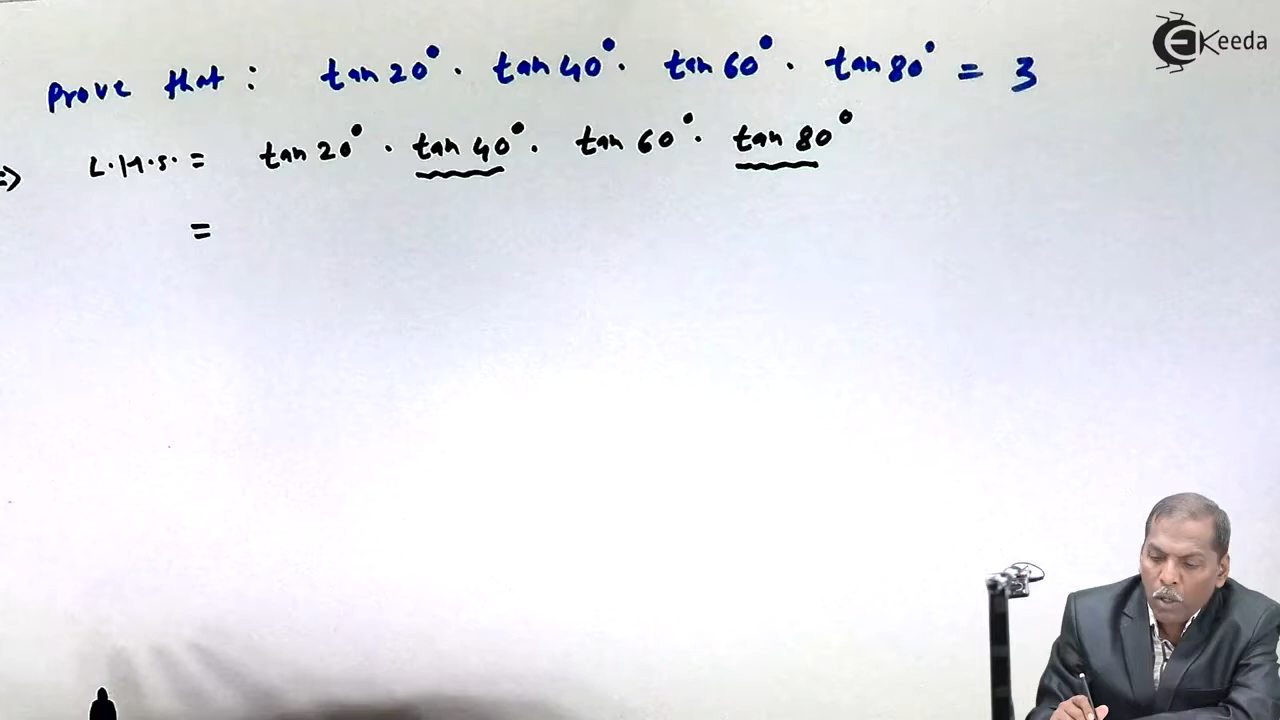 EKeeda
Prove that : tan 20° · tan 40° · tan 60° · tan 80° = 3
=> L.H.S. = tan 20° · tan 40° · tan 60° · tan 80°
=